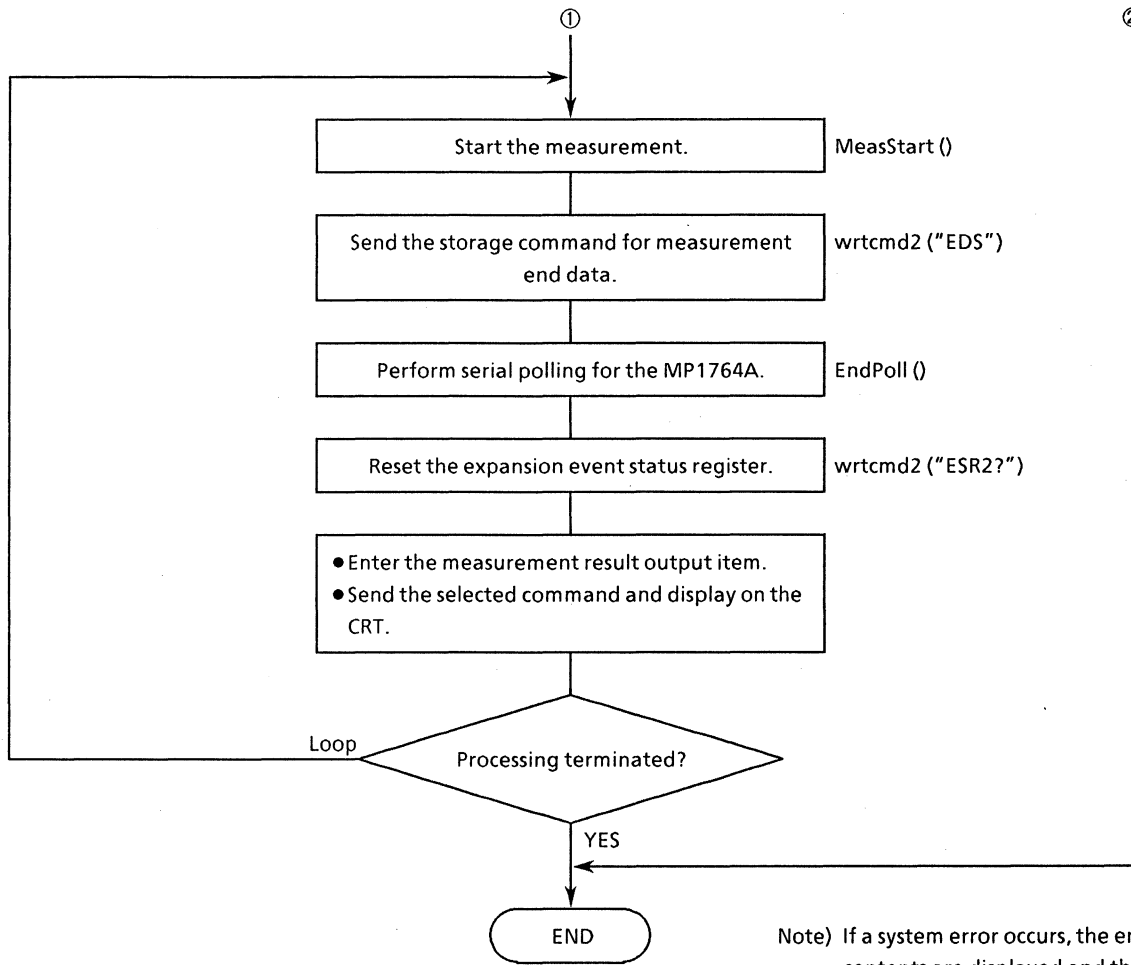 ①
②
Start the measurement.
MeasStart ()
Send the storage command for measurement
end data.
wrtcmd2 ("EDS")
Perform serial polling for the MP1764A.
EndPoll ()
Reset the expansion event status register.
wrtcmd2 ("ESR2?")
●Enter the measurement result output item.
●Send the selected command and display on the
CRT.
Loop
Processing terminated?
YES
END
Note) If a system error occurs, the